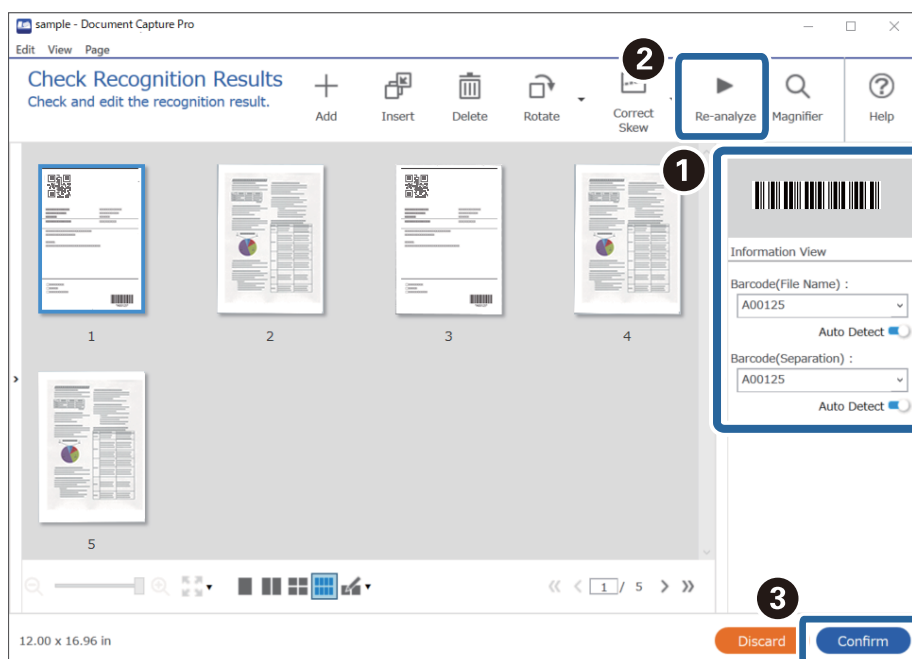 sample - Document Capture Pro
Edit View Page
Check Recognition Results
Check and edit the recognition result.
Add
Insert
Delete
Rotate
Correct Skew
Re-analyze
Magnifier
Help
2
1
Information View
Barcode(File Name) :
A00125
Auto Detect
Barcode(Separation) :
A00125
Auto Detect
1
2
3
4
5
1 / 5
3
12.00 x 16.96 in
Discard
Confirm